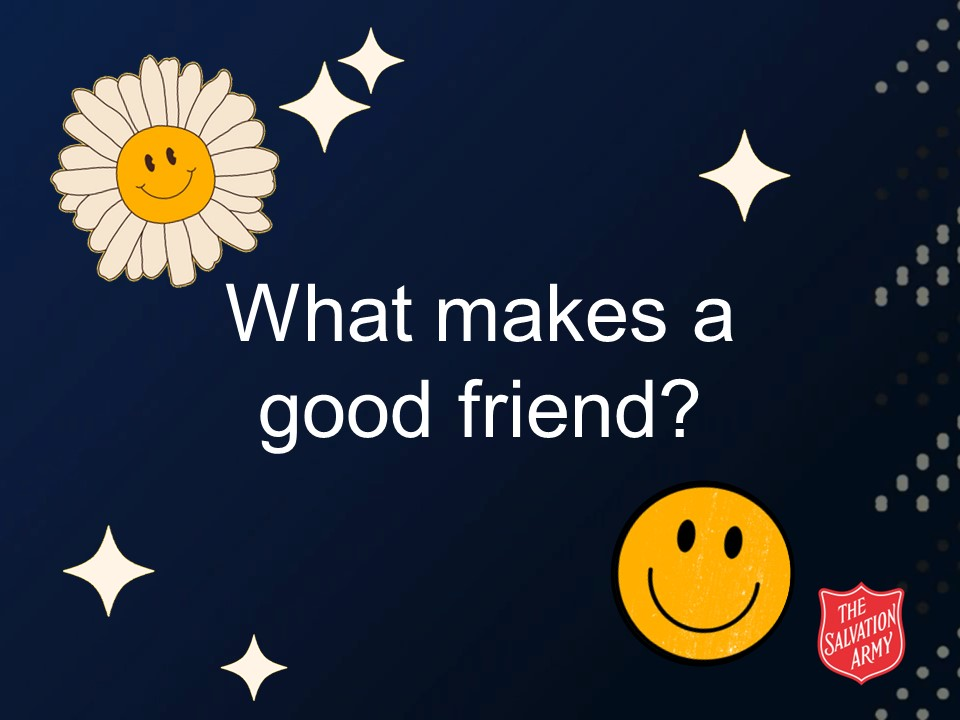 What makes a
good friend?
THE
SALVATION
ARMY